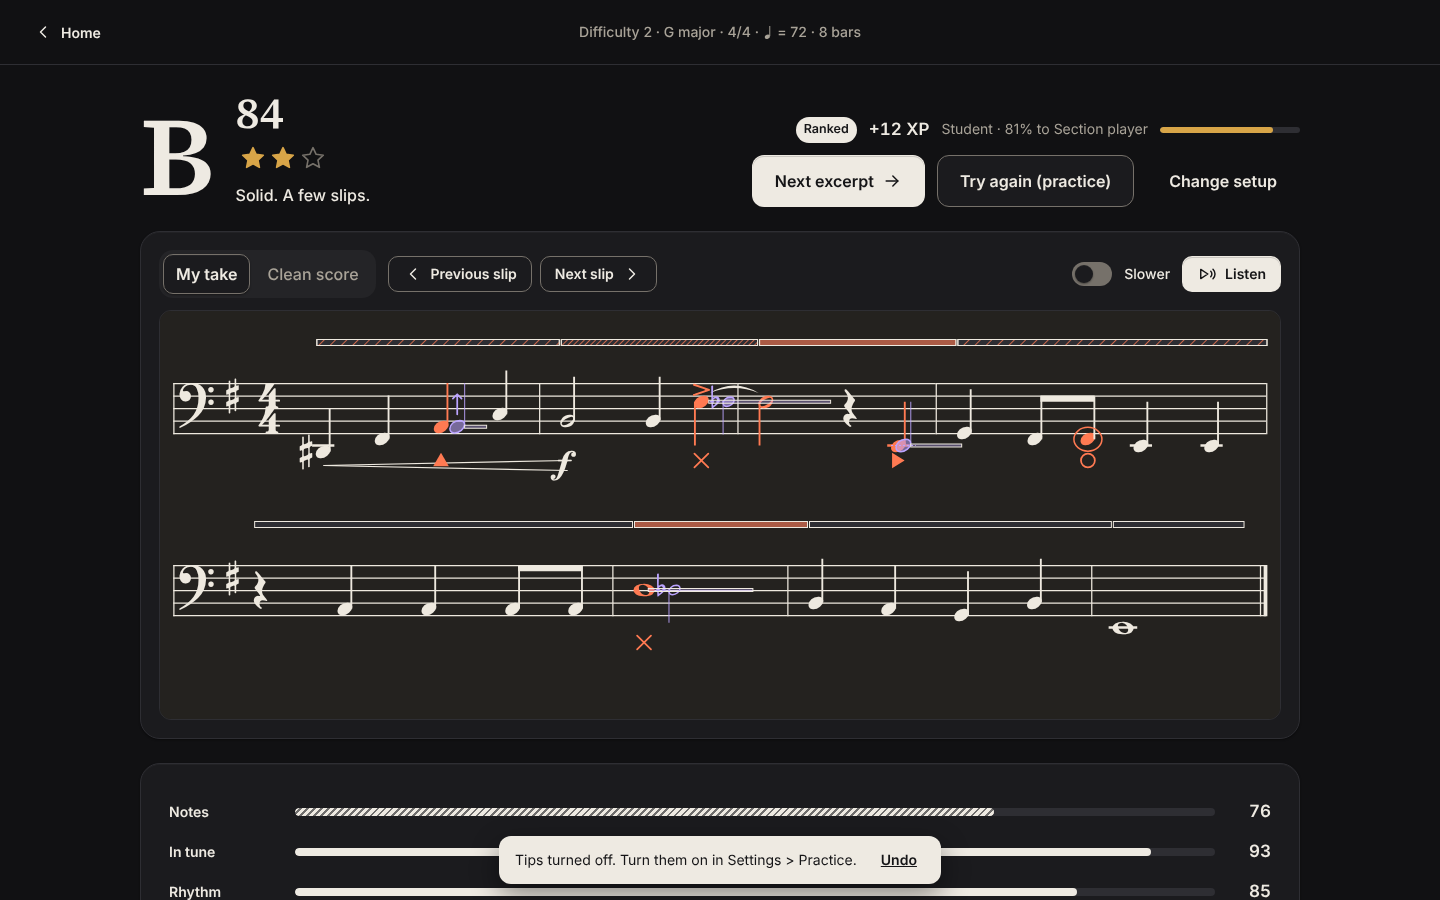 Home
Difficulty 2 · G major · 4/4 · ♩ = 72 · 8 bars
B
84
Solid. A few slips.
Ranked +12 XP Student · 81% to Section player
Next excerpt Try again (practice) Change setup
My take Clean score Previous slip Next slip Slower Listen
Notes 76
In tune 93
Tips turned off. Turn them on in Settings > Practice. Undo
Rhythm 85